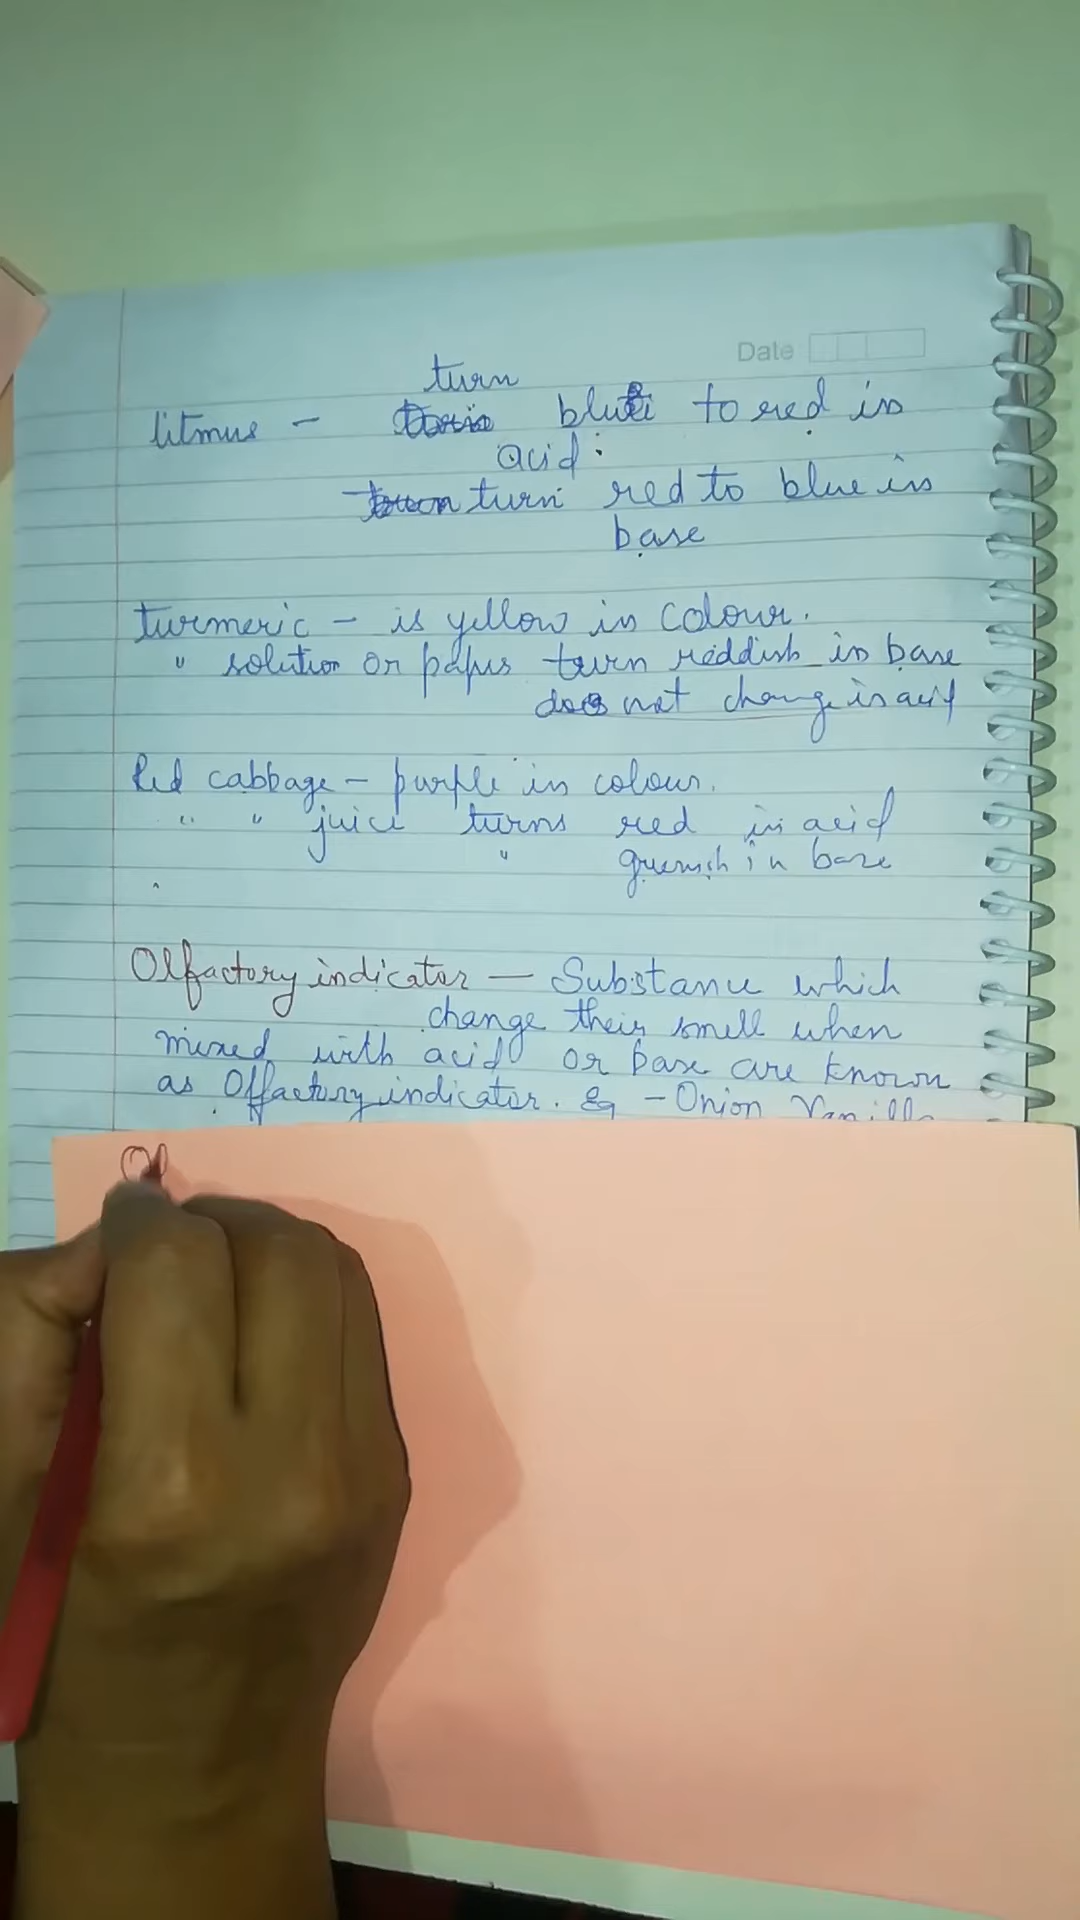 Date
turn
litmus - blue to red in
acid.
turn red to blue in
base
turmeric - is yellow in colour.
" solution or paper turn reddish in base
does not change in acid
Red cabbage - purple in colour.
" " juice turns red in acid
" greenish in base
Olfactory indicator - Substance which
change their smell when
mixed with acid or base are known
as Olfactory indicator. Eg - Onion Vanilla
Ol